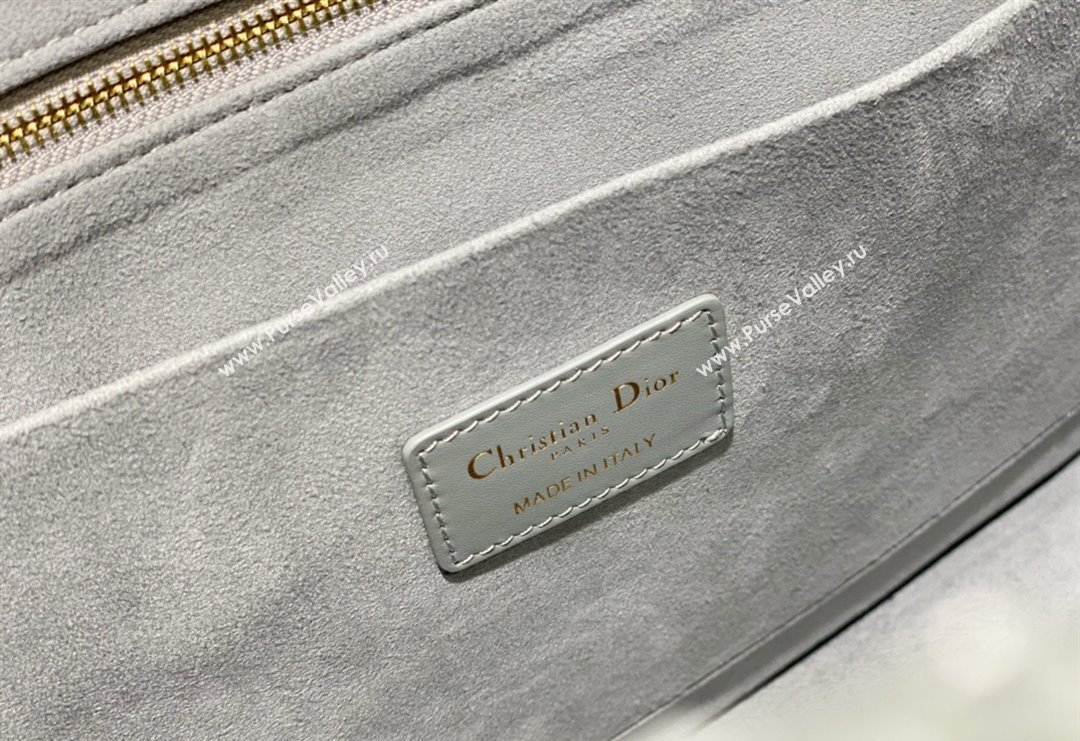 www.PurseValley.ru
www.PurseValley.ru
Christian Dior
PARIS
MADE IN ITALY